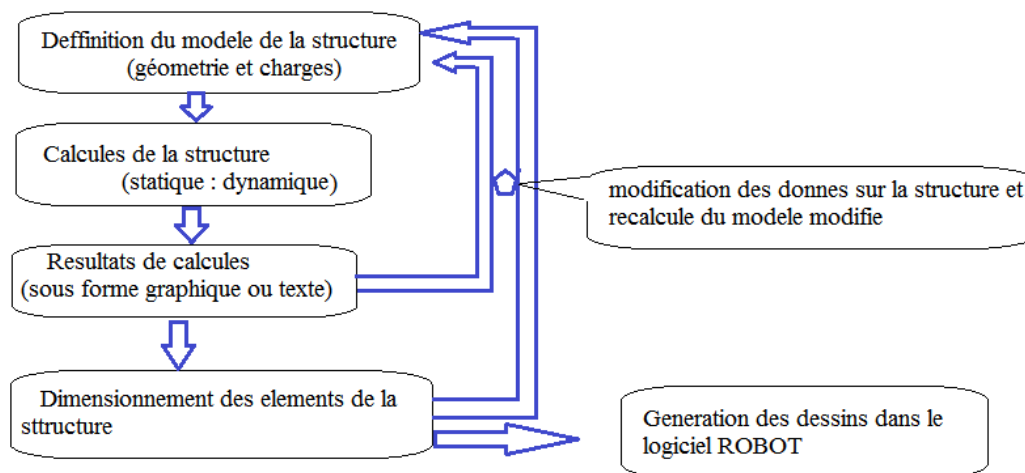 Deffinition du modele de la structure
(géometrie et charges)
Calcules de la structure
(statique : dynamique)
Resultats de calcules
(sous forme graphique ou texte)
Dimensionnement des elements de la
sttructure
modification des donnes sur la structure et
recalcule du modele modifie
Generation des dessins dans le
logiciel ROBOT